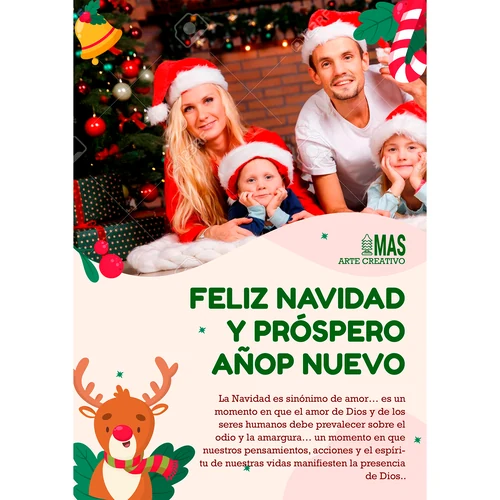 MAS
ARTE CREATIVO
FELIZ NAVIDAD
Y PRÓSPERO
AÑOP NUEVO
La Navidad es sinónimo de amor... es un
momento en que el amor de Dios y de los
seres humanos debe prevalecer sobre el
odio y la amargura... un momento en que
nuestros pensamientos, acciones y el espíri-
tu de nuestras vidas manifiesten la presencia
de Dios..